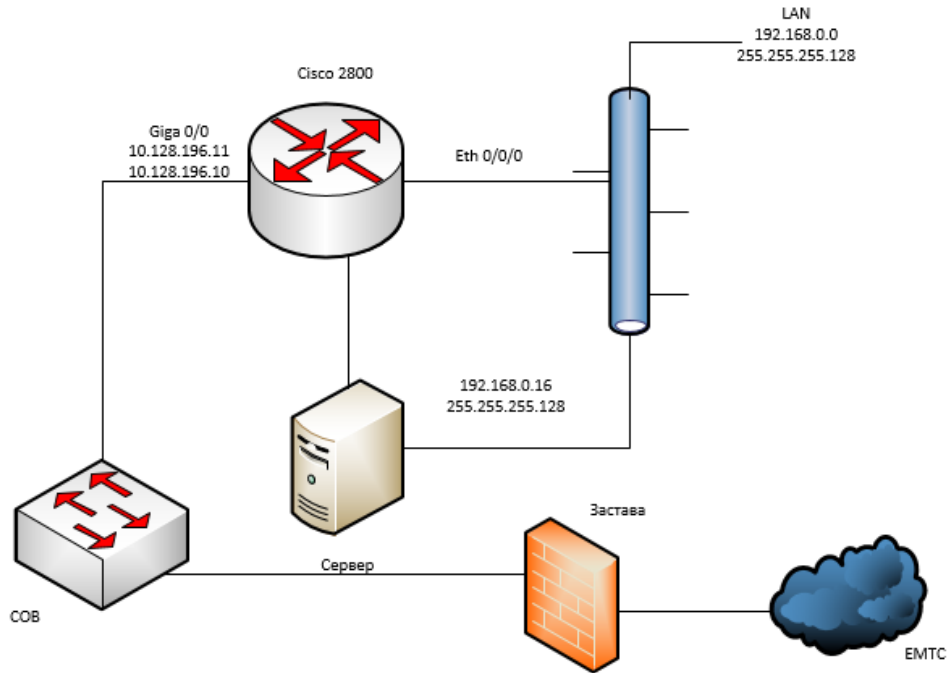 LAN
192.168.0.0
255.255.255.128
Cisco 2800
Giga 0/0
10.128.196.11
10.128.196.10
Eth 0/0/0
192.168.0.16
255.255.255.128
Застава
Сервер
СОВ
ЕМТС